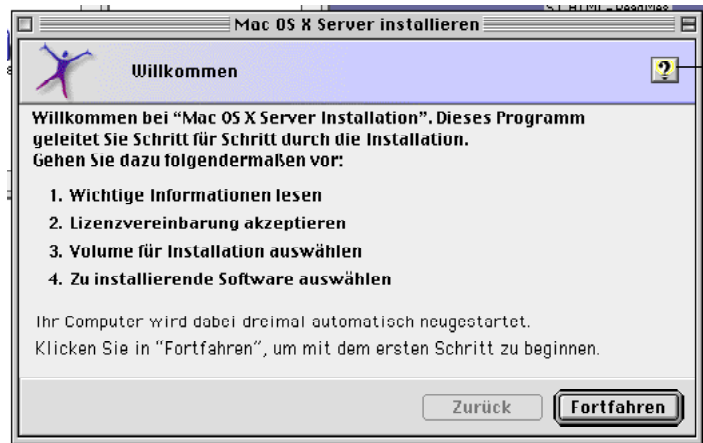 Mac OS X Server installieren
Willkommen
Willkommen bei “Mac OS X Server Installation”. Dieses Programm
geleitet Sie Schritt für Schritt durch die Installation.
Gehen Sie dazu folgendermaßen vor:
1. Wichtige Informationen lesen
2. Lizenzvereinbarung akzeptieren
3. Volume für Installation auswählen
4. Zu installierende Software auswählen
Ihr Computer wird dabei dreimal automatisch neugestartet.
Klicken Sie in “Fortfahren”, um mit dem ersten Schritt zu beginnen.
Zurück Fortfahren